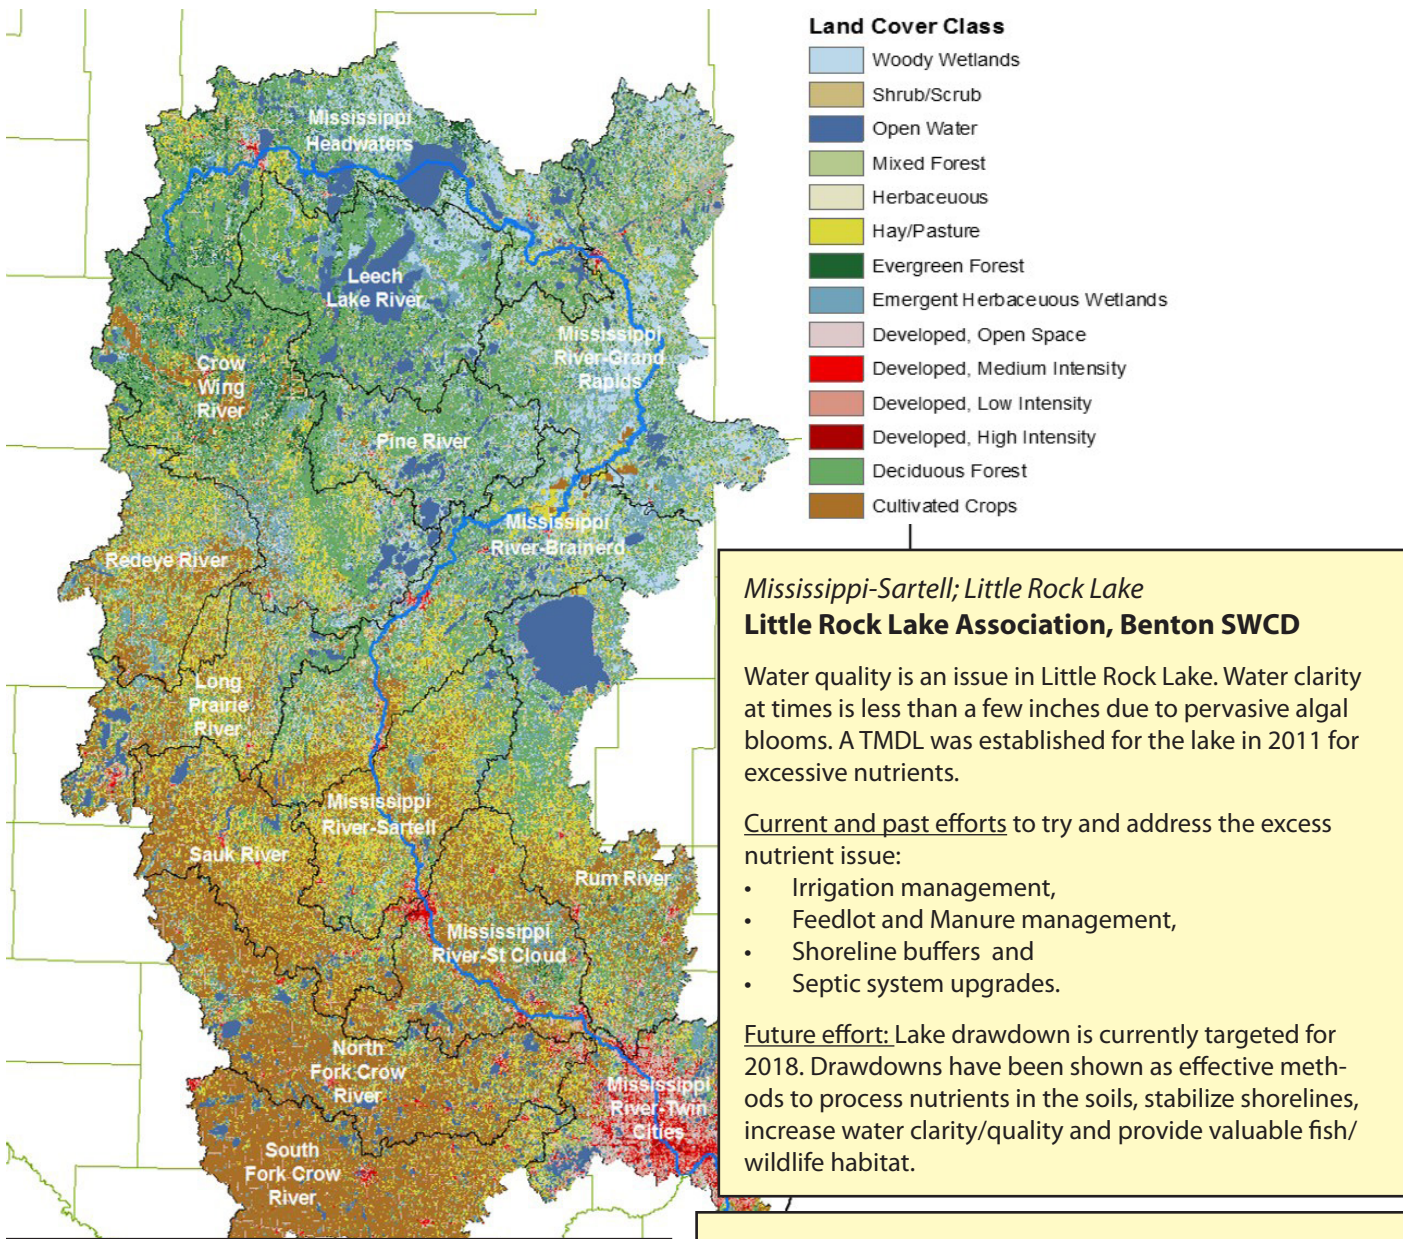 Land Cover Class
Woody Wetlands
Shrub/Scrub
Open Water
Mixed Forest
Herbaceuous
Hay/Pasture
Evergreen Forest
Emergent Herbaceuous Wetlands
Developed, Open Space
Developed, Medium Intensity
Developed, Low Intensity
Developed, High Intensity
Deciduous Forest
Cultivated Crops
Mississippi
Headwaters
Leech
Lake River
Mississippi
River-Grand
Rapids
Crow
Wing
River
Pine River
Mississippi
River-Brainerd
Redeye River
Long
Prairie
River
Mississippi
River-Sartell
Sauk River
Rum River
Mississippi
River-St Cloud
North
Fork Crow
River
Mississippi
River-Twin
Cities
South
Fork Crow
River
Mississippi-Sartell; Little Rock Lake
Little Rock Lake Association, Benton SWCD
Water quality is an issue in Little Rock Lake. Water clarity
at times is less than a few inches due to pervasive algal
blooms. A TMDL was established for the lake in 2011 for
excessive nutrients.
Current and past efforts to try and address the excess
nutrient issue:
• Irrigation management,
• Feedlot and Manure management,
• Shoreline buffers and
• Septic system upgrades.
Future effort: Lake drawdown is currently targeted for
2018. Drawdowns have been shown as effective meth-
ods to process nutrients in the soils, stabilize shorelines,
increase water clarity/quality and provide valuable fish/
wildlife habitat.